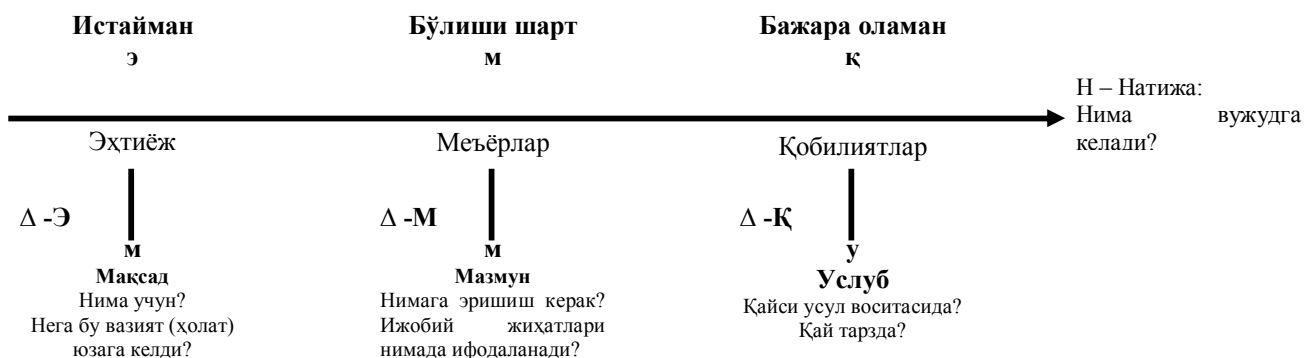 Истайман Бўлиши шарт Бажара оламан
э м қ
Н – Натижа:
Нима вужудга
келади?
Эҳтиёж Меъёрлар Қобилиятлар
Δ -Э Δ -М Δ -Қ
м м у
Мақсад Мазмун Услуб
Нима учун? Нимага эришиш керак? Қайси усул воситасида?
Нега бу вазият (ҳолат) Ижобий жиҳатлари Қай тарзда?
юзага келди? нимада ифодаланади?